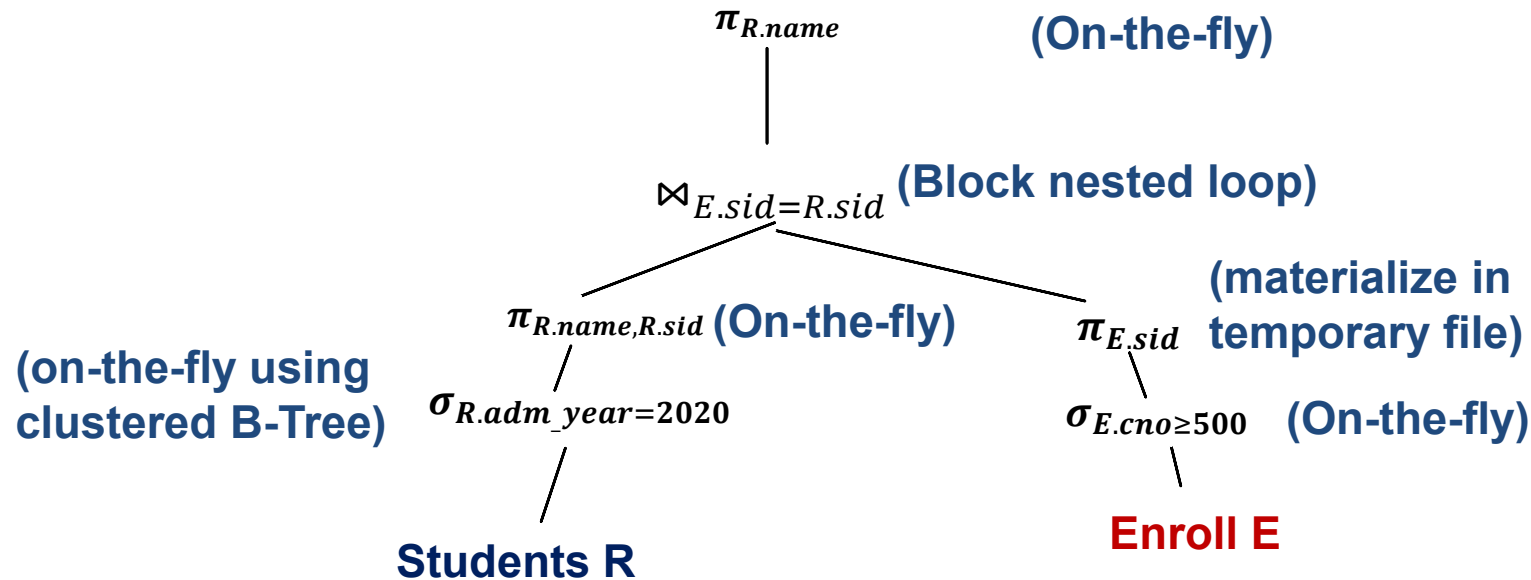 π_{R.name} (On-the-fly)
⋈_{E.sid=R.sid} (Block nested loop)
(materialize in
π_{R.name,R.sid} (On-the-fly) π_{E.sid} temporary file)
(on-the-fly using
clustered B-Tree) σ_{R.adm_year=2020} σ_{E.cno≥500} (On-the-fly)
Enroll E
Students R